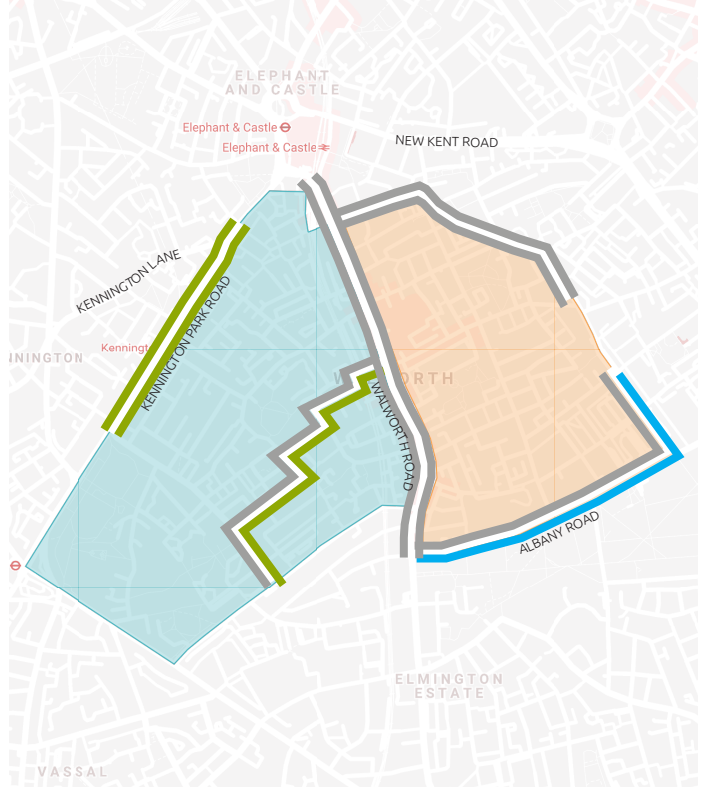 ELEPHANT
AND CASTLE
Elephant & Castle
Elephant & Castle
NEW KENT ROAD
KENNINGTON LANE
KENNINGTON PARK ROAD
Kenningt
NNINGTON
W
ORTH
WALWORTH ROAD
ALBANY ROAD
ELMINGTON
ESTATE
VASSAL